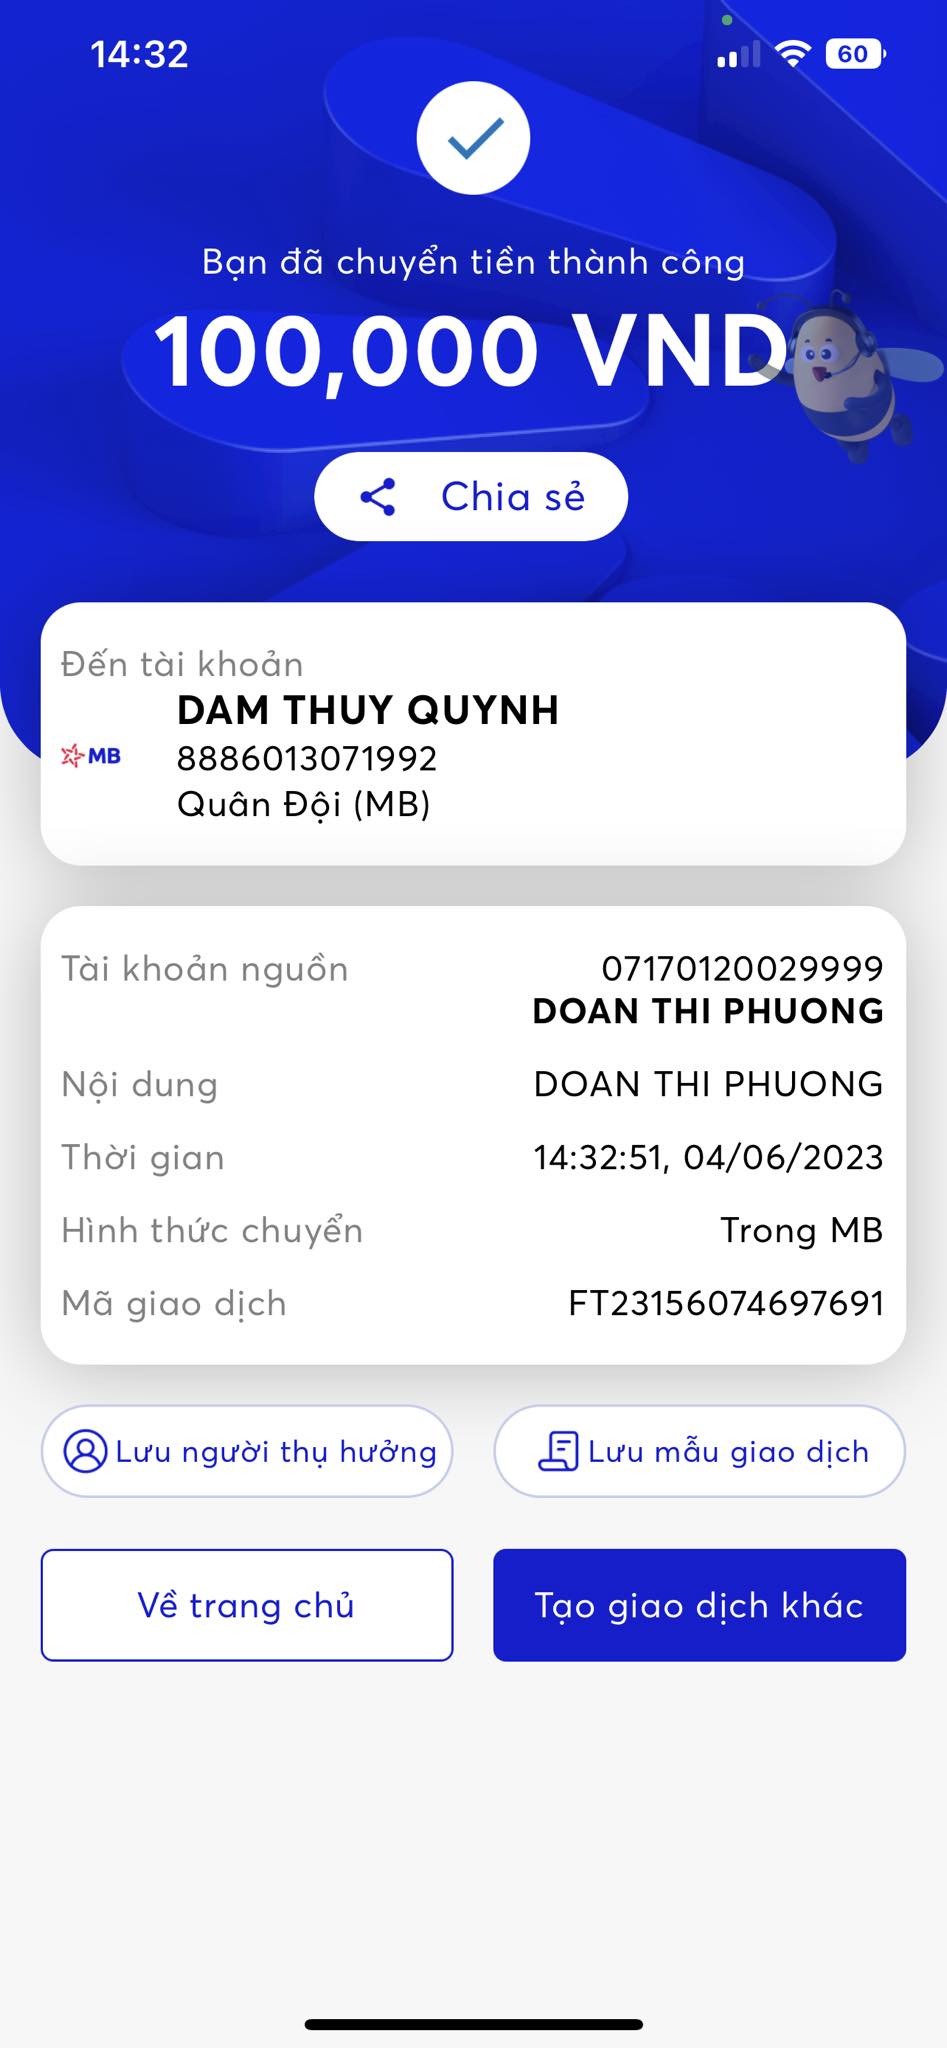 14:32
60
Bạn đã chuyển tiền thành công
100,000 VND
Chia sẻ
Đến tài khoản
DAM THUY QUYNH
MB
8886013071992
Quân Đội (MB)
Tài khoản nguồn
07170120029999
DOAN THI PHUONG
Nội dung
DOAN THI PHUONG
Thời gian
14:32:51, 04/06/2023
Hình thức chuyển
Trong MB
Mã giao dịch
FT23156074697691
Lưu người thụ hưởng
Lưu mẫu giao dịch
Về trang chủ
Tạo giao dịch khác